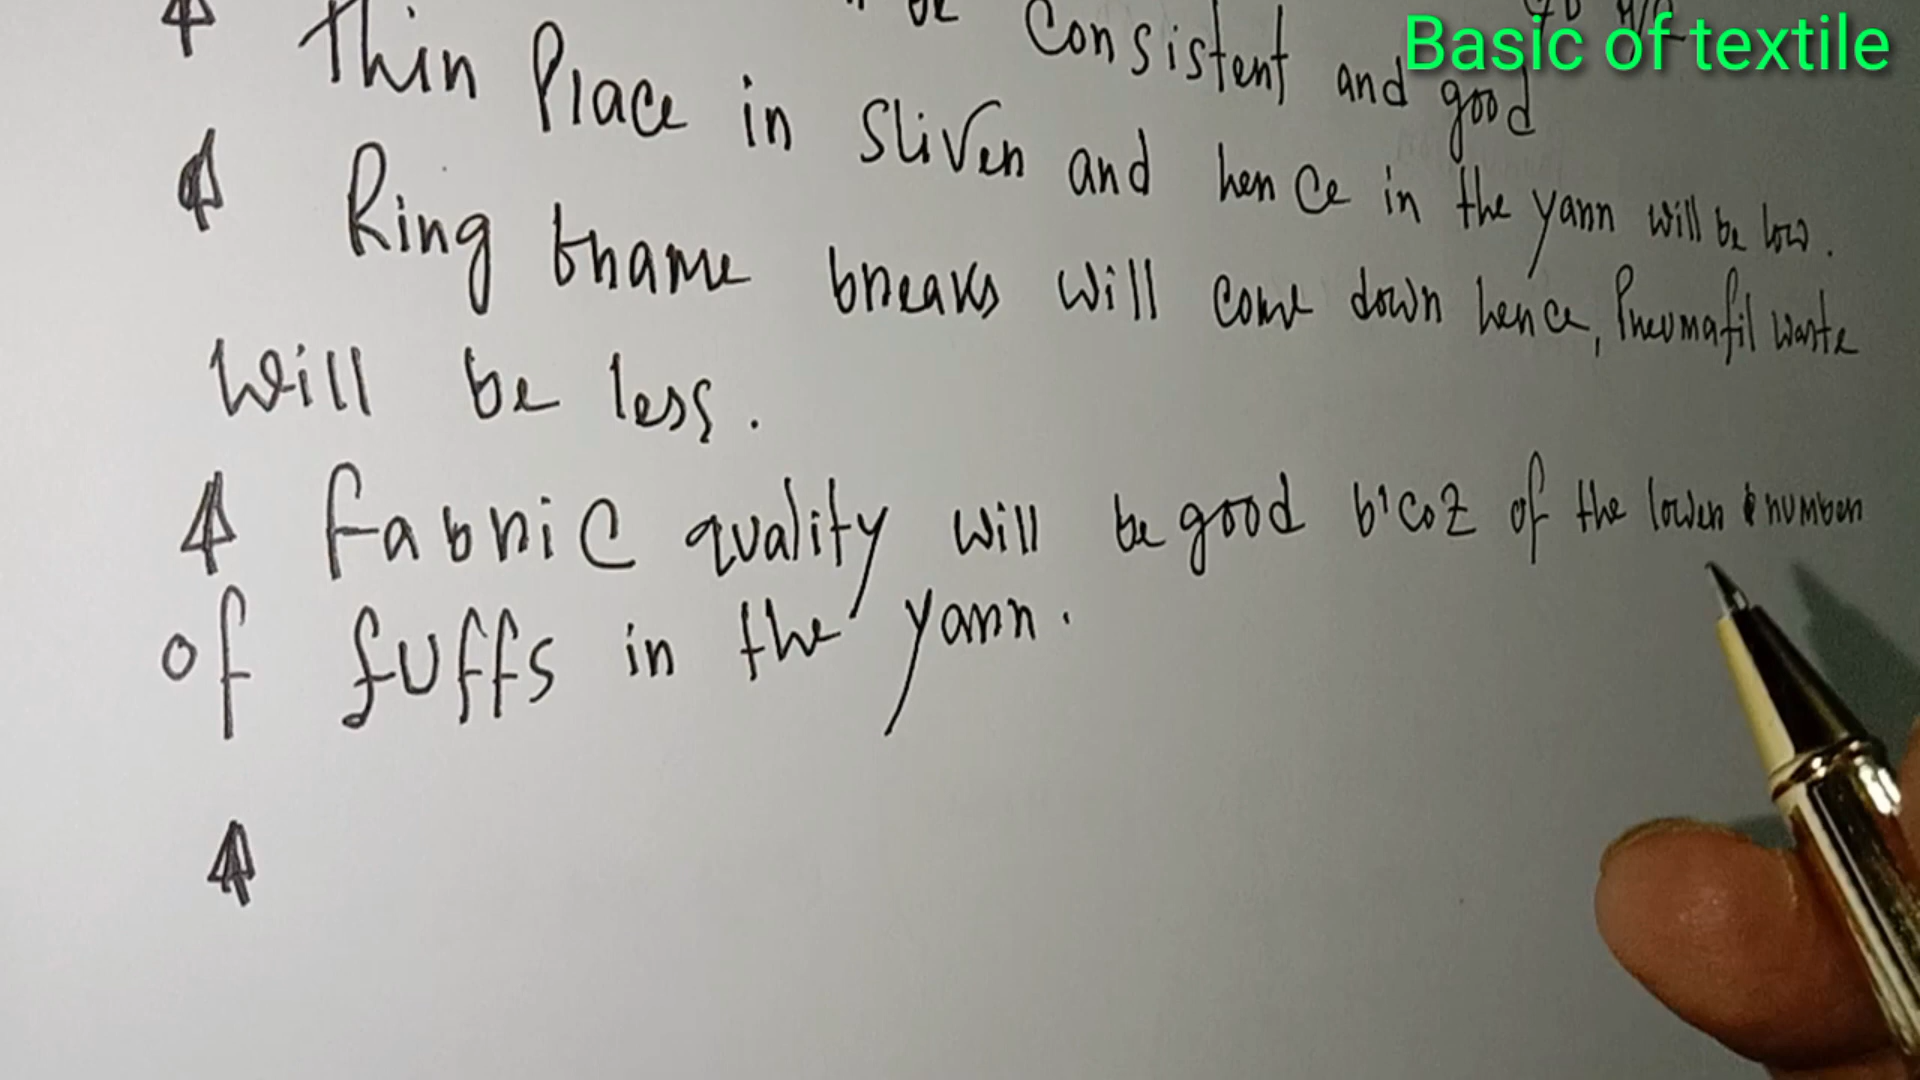 Basic of textile
be consistent and good
Thin Place in Sliver and hence in the yarn will be low.
Ring frame breaks will come down hence, Pneumafil waste
will be less.
Fabric quality will be good b'coz of the lower number
of fuffs in the yarn.